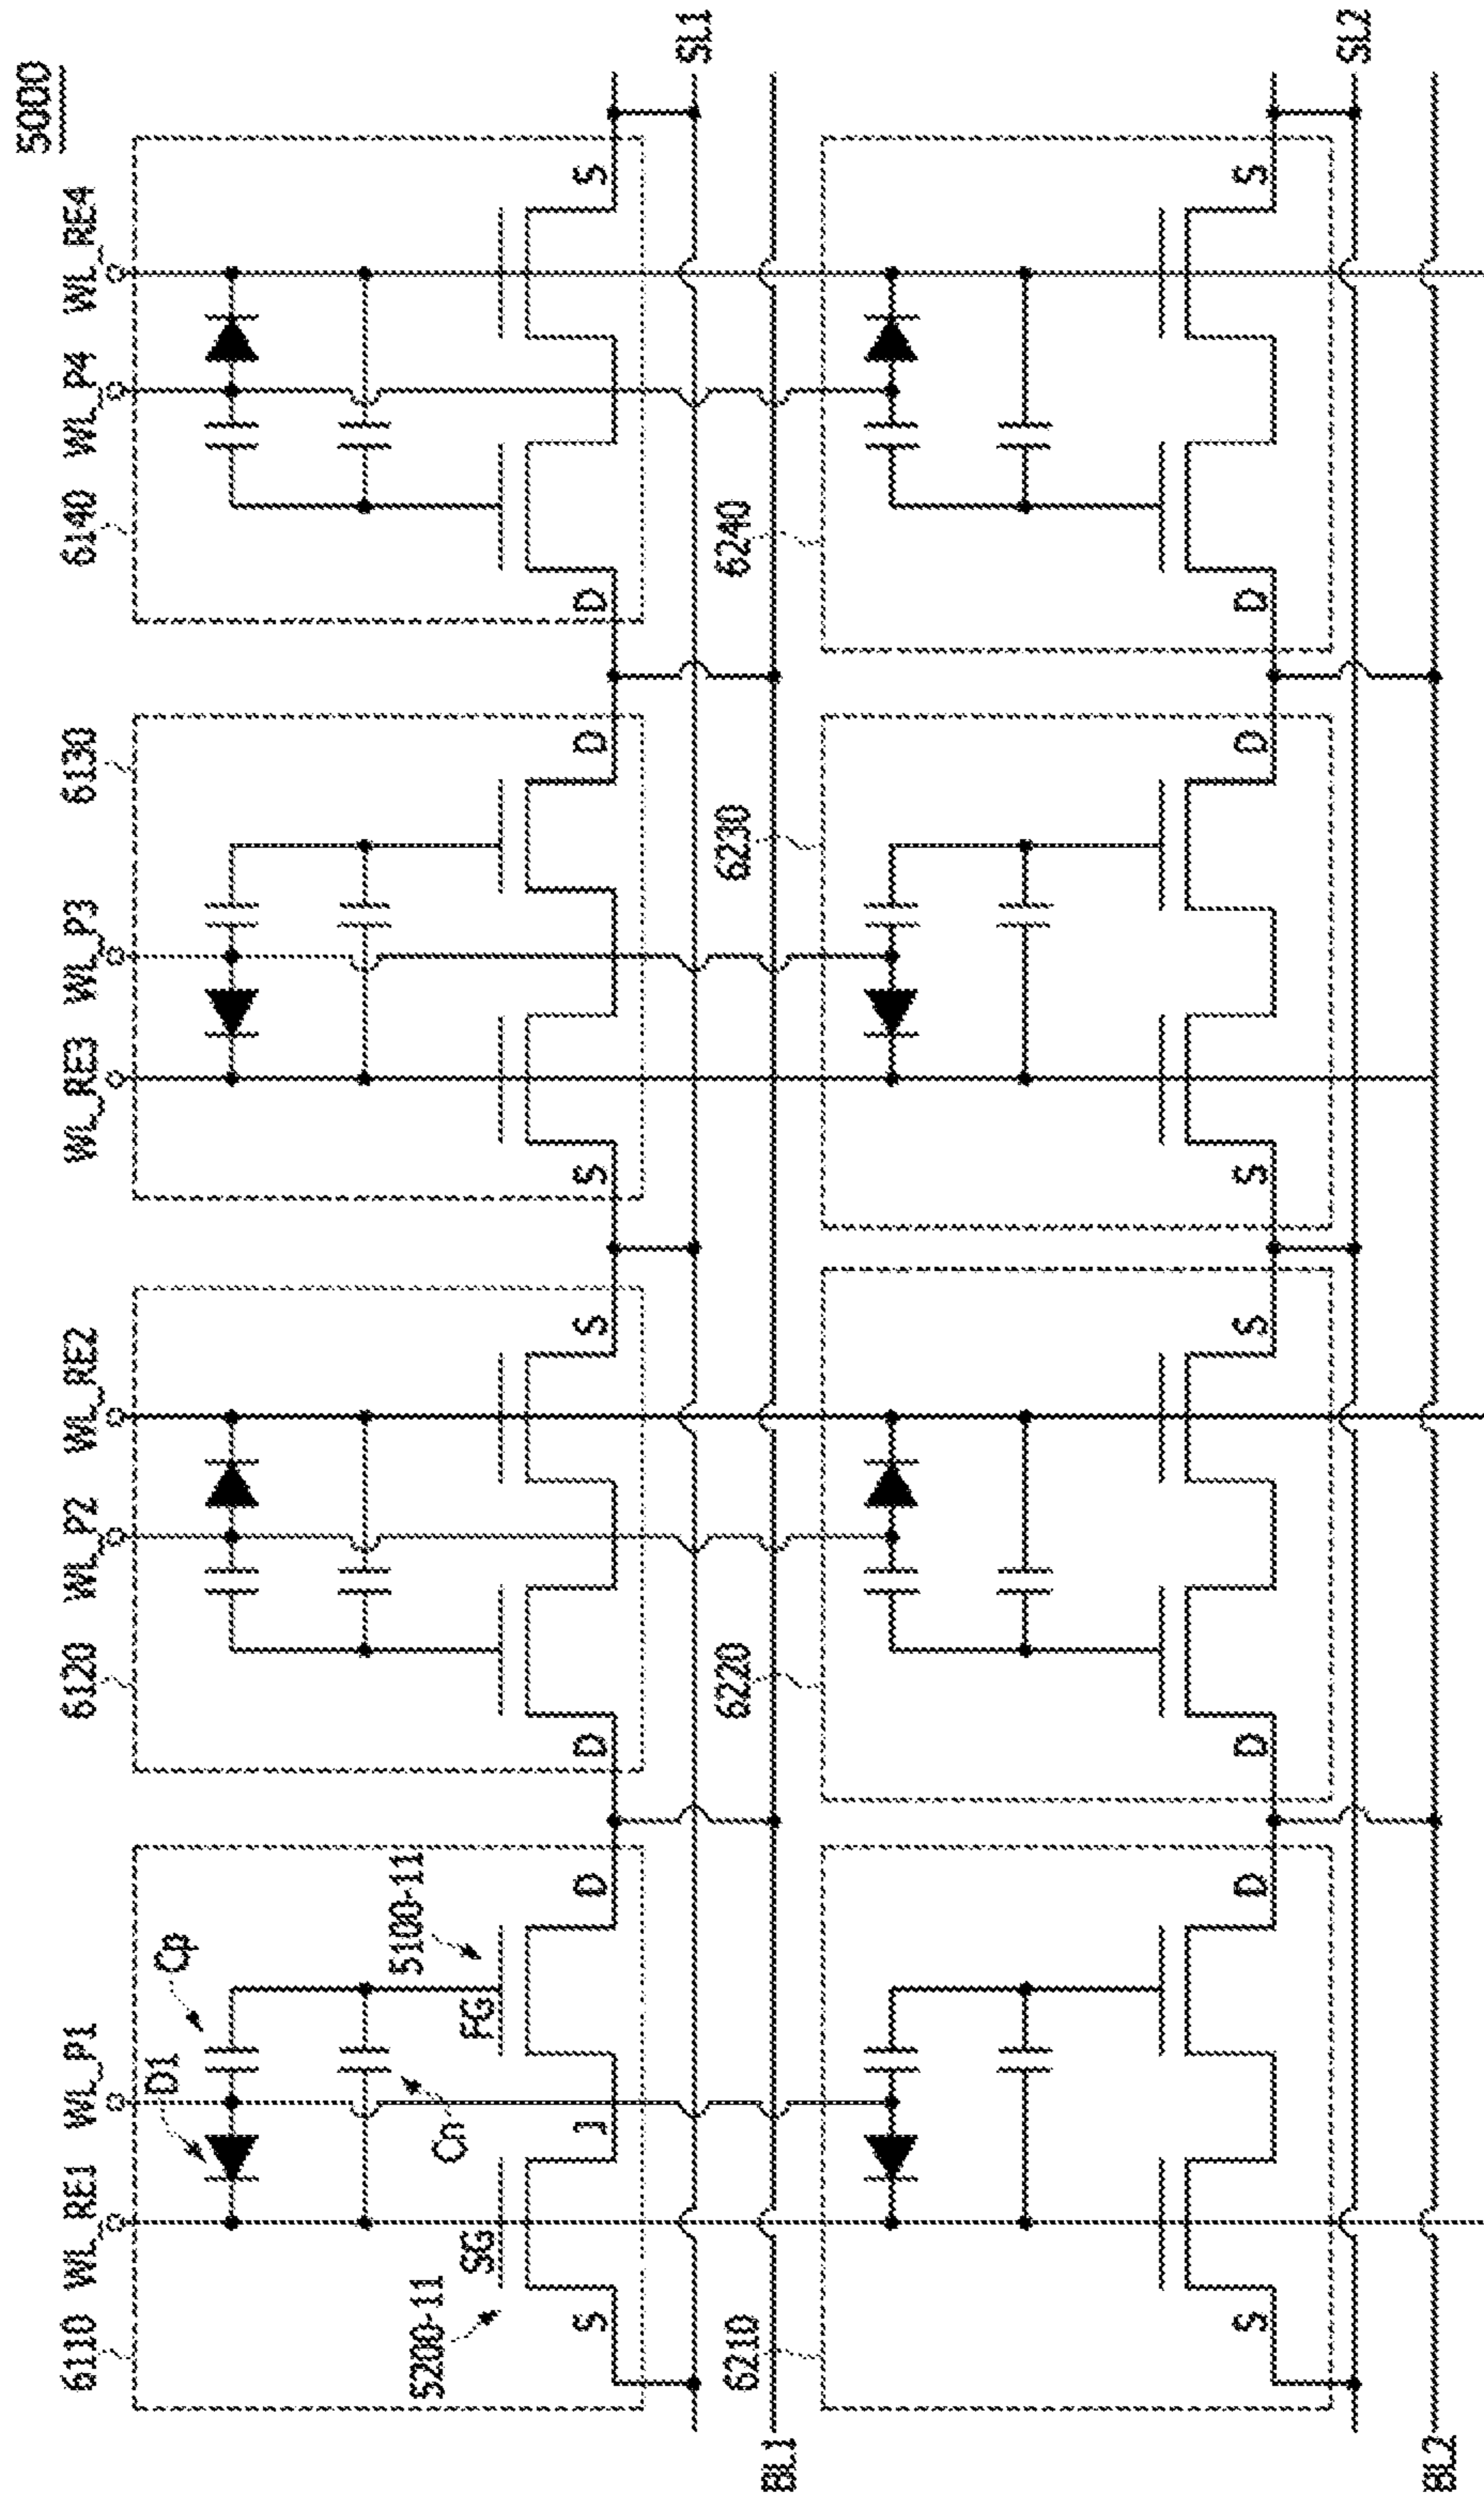 5000
6110 WL_RE1 WL_P1 6120 WL_P2 WL_RE2 WL_RE3 WL_P3 6130 6140 WL_P4 WL_RE4
D1 Cp
5200-11 Cn 5100-11
SG FG
S J D D S S D D S
SL1
6210 6220 6230 6240
BL1
S D D S S D D S
SL2
BL2